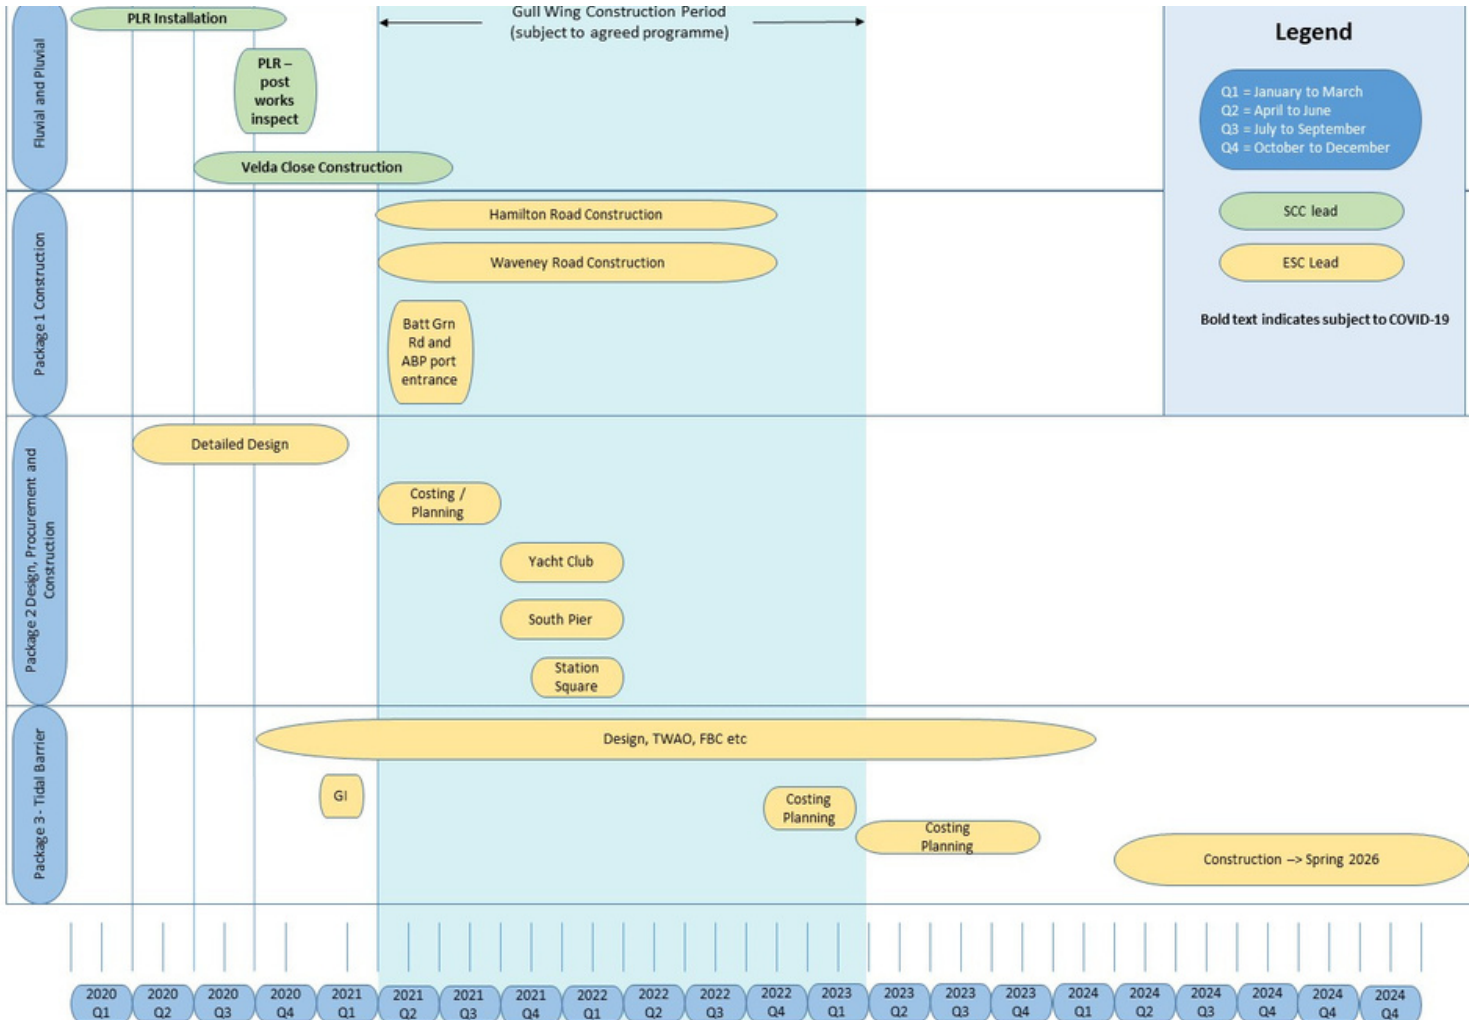 PLR Installation
Gull Wing Construction Period
(subject to agreed programme)
Legend
Fluvial and Pluvial
PLR –
post
works
inspect
Q1 = January to March
Q2 = April to June
Q3 = July to September
Q4 = October to December
Velda Close Construction
SCC lead
ESC Lead
Bold text indicates subject to COVID-19
Package 1 Construction
Hamilton Road Construction
Waveney Road Construction
Batt Grn
Rd and
ABP port
entrance
Package 2 Design, Procurement and
Construction
Detailed Design
Costing /
Planning
Yacht Club
South Pier
Station
Square
Package 3 - Tidal Barrier
Design, TWAO, FBC etc
GI
Costing
Planning
Costing
Planning
Construction –> Spring 2026
2020
Q1
2020
Q2
2020
Q3
2020
Q4
2021
Q1
2021
Q2
2021
Q3
2021
Q4
2022
Q1
2022
Q2
2022
Q3
2022
Q4
2023
Q1
2023
Q2
2023
Q3
2023
Q4
2024
Q1
2024
Q2
2024
Q3
2024
Q4
2024
Q4
2024
Q4